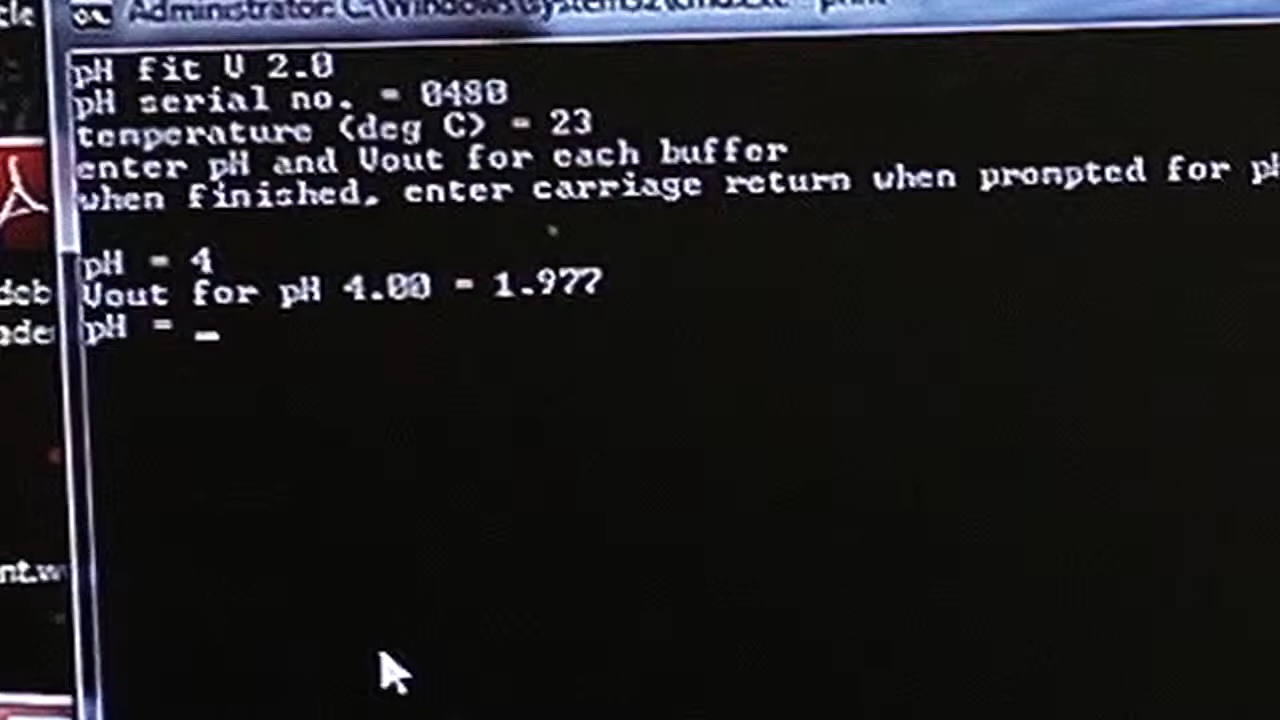 Administrator: C:\Windows\System32\cmd.exe - phfit
pH fit V 2.0
pH serial no. = 0480
temperature (deg C) = 23
enter pH and Vout for each buffer
when finished, enter carriage return when prompted for pH
pH = 4
Vout for pH 4.00 = 1.977
pH = _